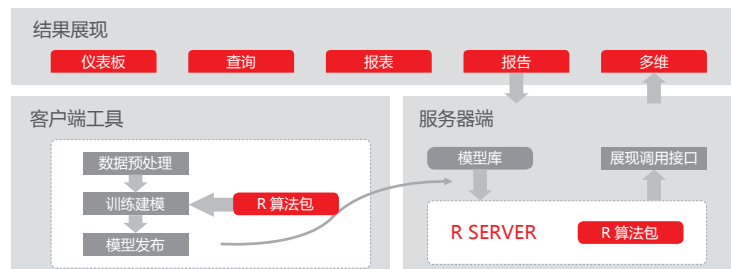 结果展现
仪表板
查询
报表
报告
多维
客户端工具
数据预处理
训练建模
R 算法包
模型发布
服务器端
模型库
展现调用接口
R SERVER
R 算法包